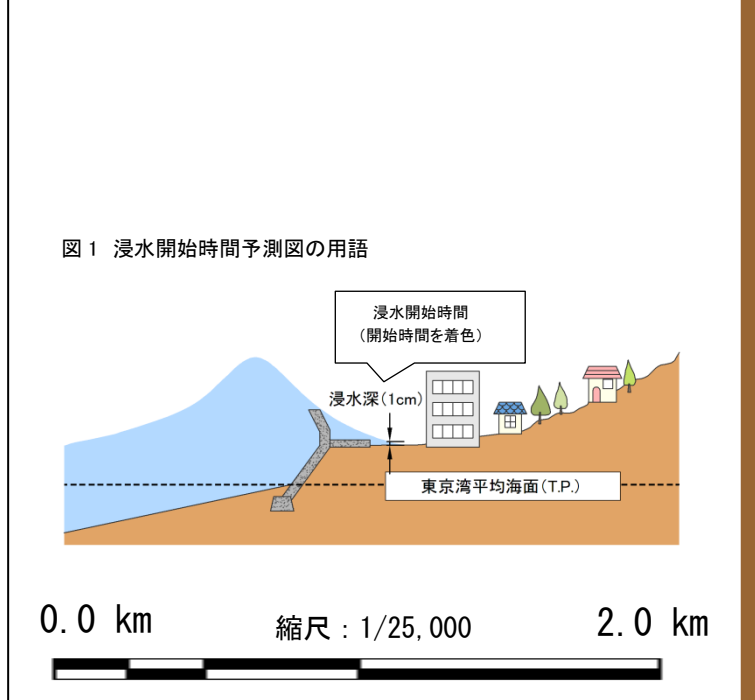 図1 浸水開始時間予測図の用語
浸水開始時間
(開始時間を着色)
浸水深(1cm)
東京湾平均海面(T.P.)
0.0 km
縮尺:1/25,000
2.0 km